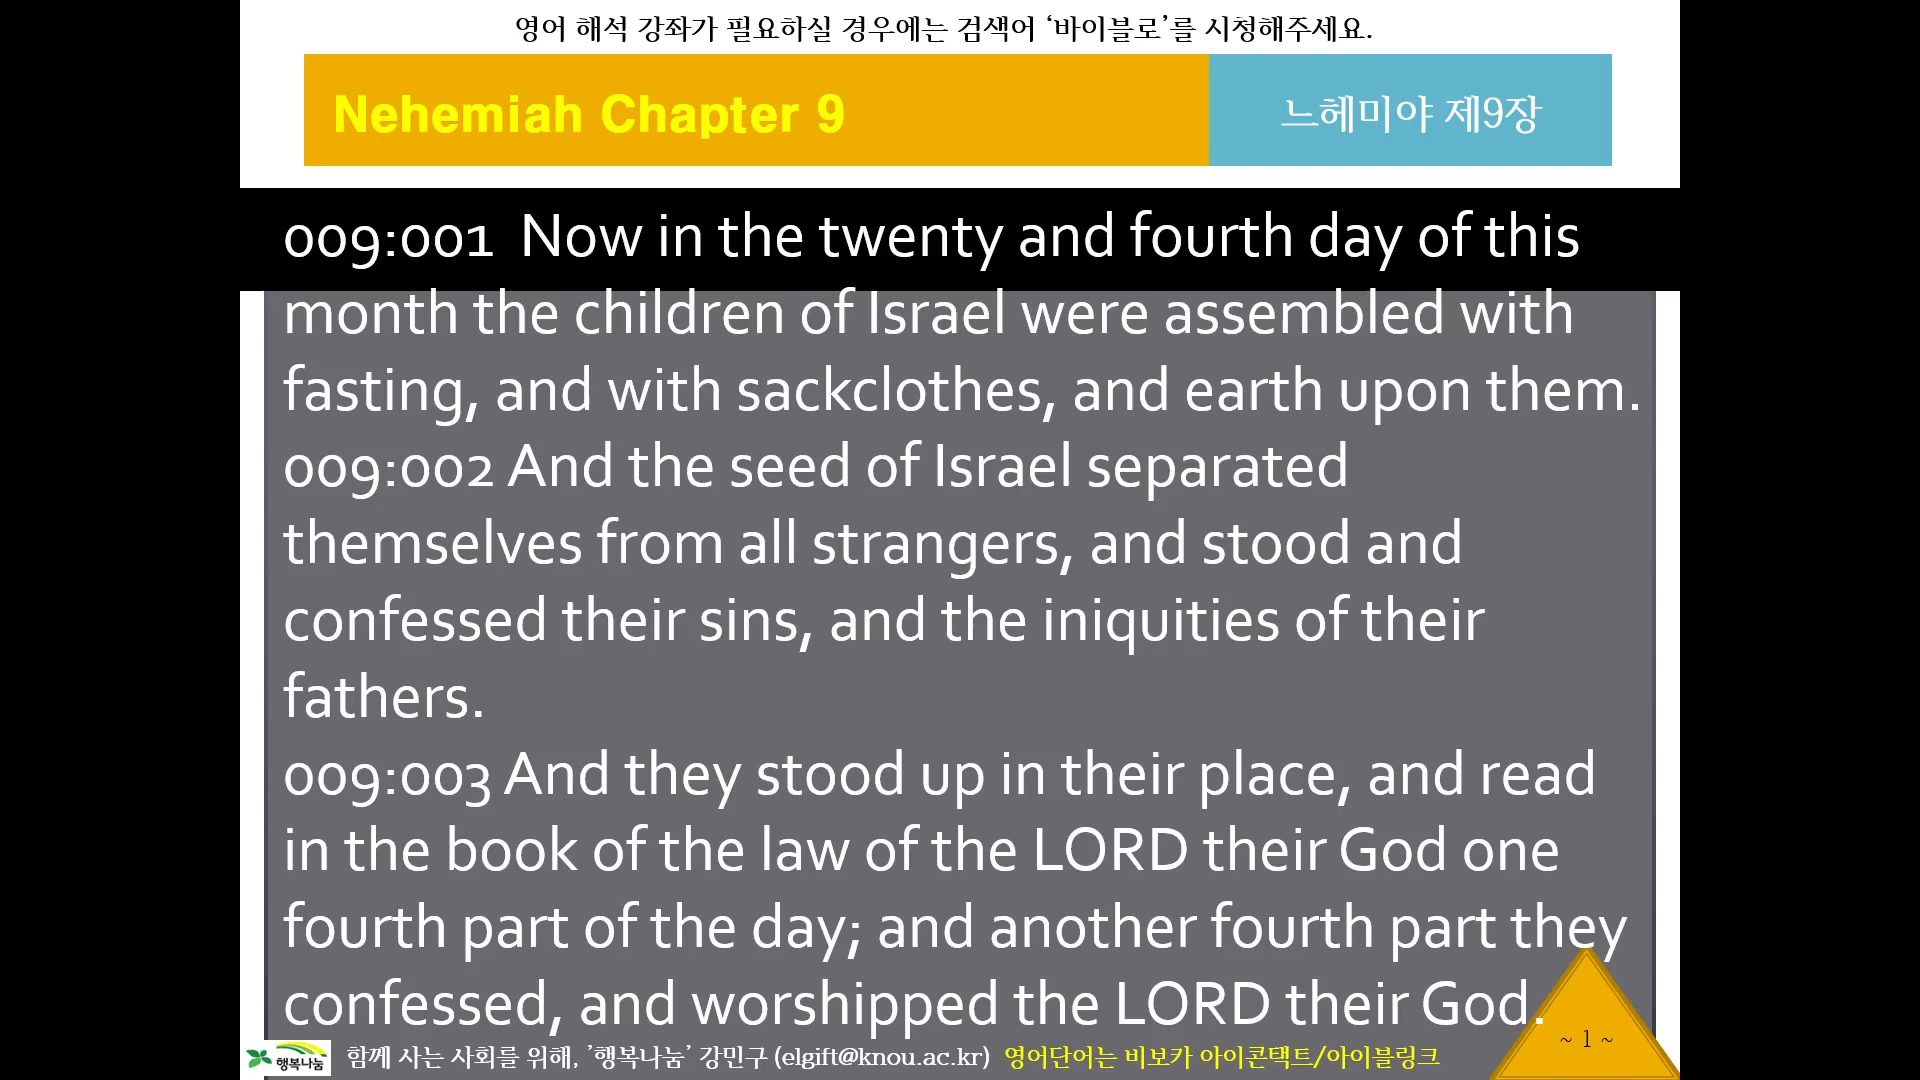 영어 해석 강좌가 필요하실 경우에는 검색어 ‘바이블로’를 시청해주세요.
Nehemiah Chapter 9
느헤미야 제9장
009:001  Now in the twenty and fourth day of this
month the children of Israel were assembled with
fasting, and with sackclothes, and earth upon them.
009:002 And the seed of Israel separated
themselves from all strangers, and stood and
confessed their sins, and the iniquities of their
fathers.
009:003 And they stood up in their place, and read
in the book of the law of the LORD their God one
fourth part of the day; and another fourth part they
confessed, and worshipped the LORD their God.
~ 1 ~
행복나눔
함께 사는 사회를 위해, ’행복나눔’ 강민구 (elgift@knou.ac.kr)  영어단어는 비보카 아이콘택트/아이블링크